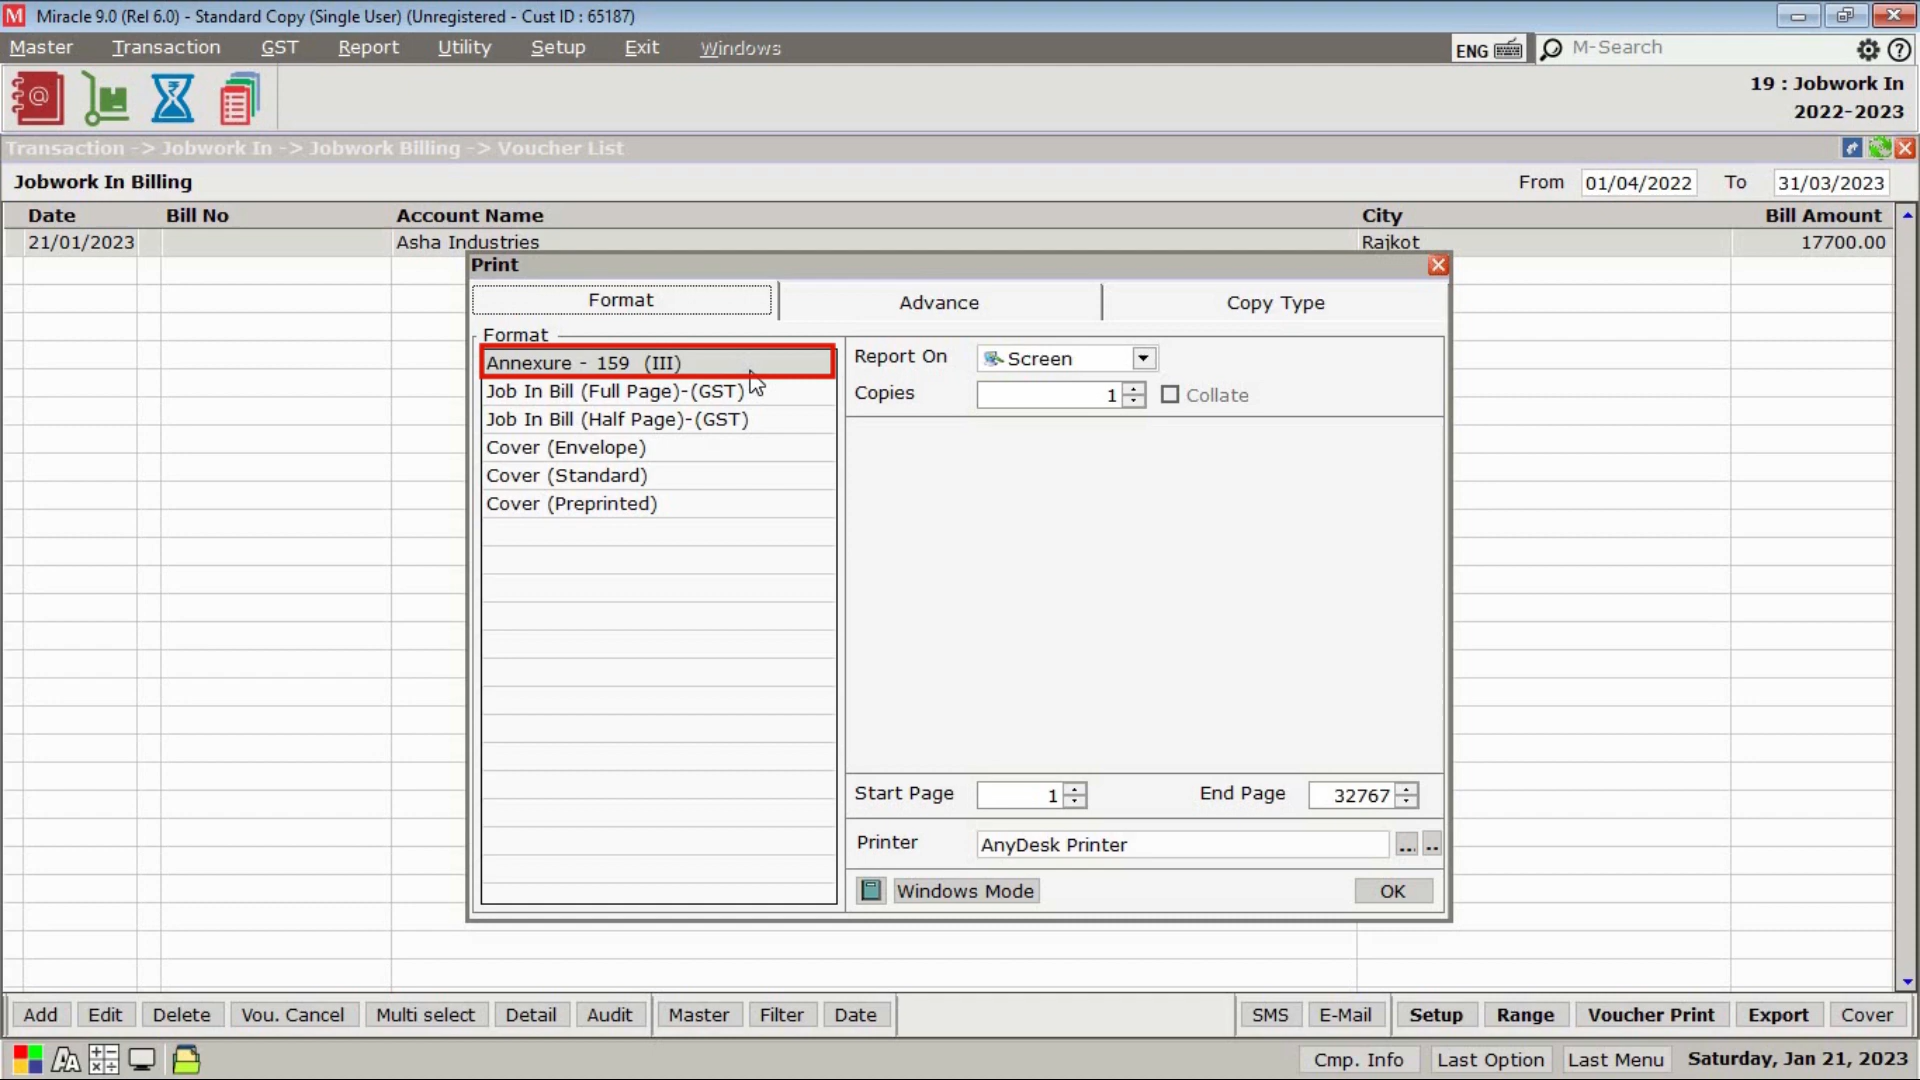 Miracle 9.0 (Rel 6.0) - Standard Copy (Single User) (Unregistered - Cust ID : 65187)
Master Transaction GST Report Utility Setup Exit Windows ENG M-Search
19 : Jobwork In
2022-2023
Transaction -> Jobwork In -> Jobwork Billing -> Voucher List
Jobwork In Billing From 01/04/2022 To 31/03/2023
Date Bill No Account Name City Bill Amount
21/01/2023 Asha Industries Rajkot 17700.00
Print
Format Advance Copy Type
Format
Annexure - 159 (III)
Job In Bill (Full Page)-(GST)
Job In Bill (Half Page)-(GST)
Cover (Envelope)
Cover (Standard)
Cover (Preprinted)
Report On Screen
Copies 1 Collate
Start Page 1 End Page 32767
Printer AnyDesk Printer ... ..
Windows Mode OK
Add Edit Delete Vou. Cancel Multi select Detail Audit Master Filter Date SMS E-Mail Setup Range Voucher Print Export Cover
Cmp. Info Last Option Last Menu Saturday, Jan 21, 2023